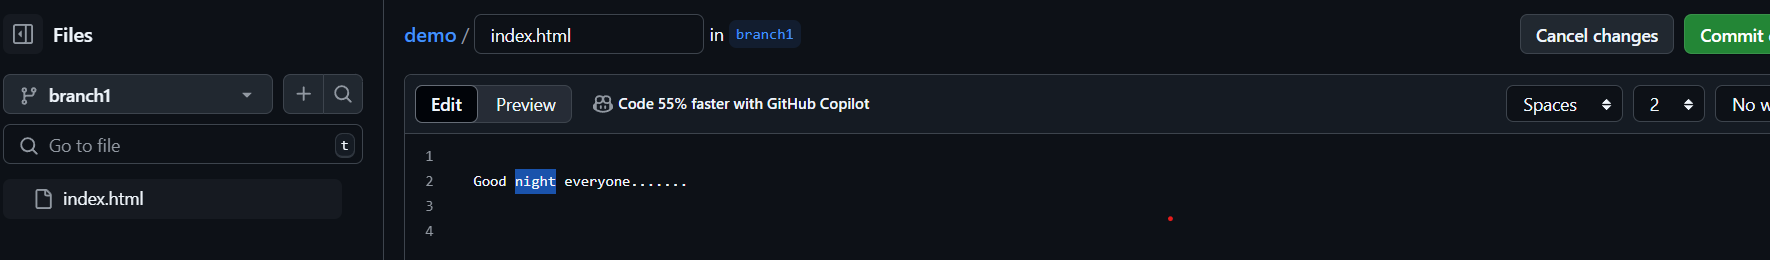 Files
demo / index.html in branch1
Cancel changes
Commit
branch1
Edit Preview Code 55% faster with GitHub Copilot
Spaces 2 No
Go to file t
index.html
1
2 Good night everyone.......
3
4